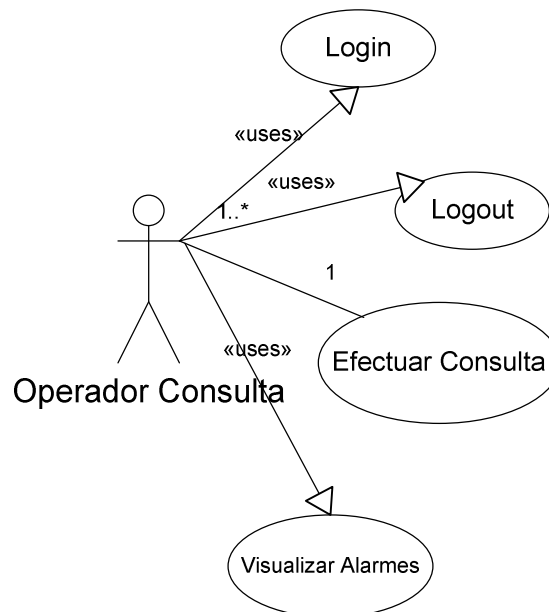 Login
«uses»
«uses»
1..*
Logout
1
«uses»
Efectuar Consulta
Operador Consulta
Visualizar Alarmes